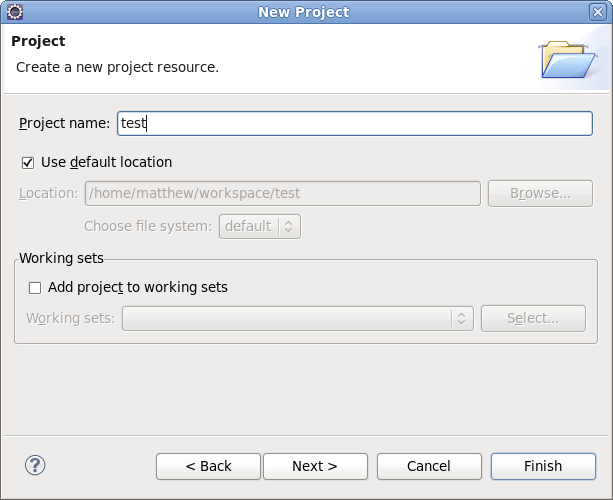 New Project
Project
Create a new project resource.
Project name: test
Use default location
Location: /home/matthew/workspace/test Browse...
Choose file system: default
Working sets
Add project to working sets
Working sets: Select...
? < Back Next > Cancel Finish